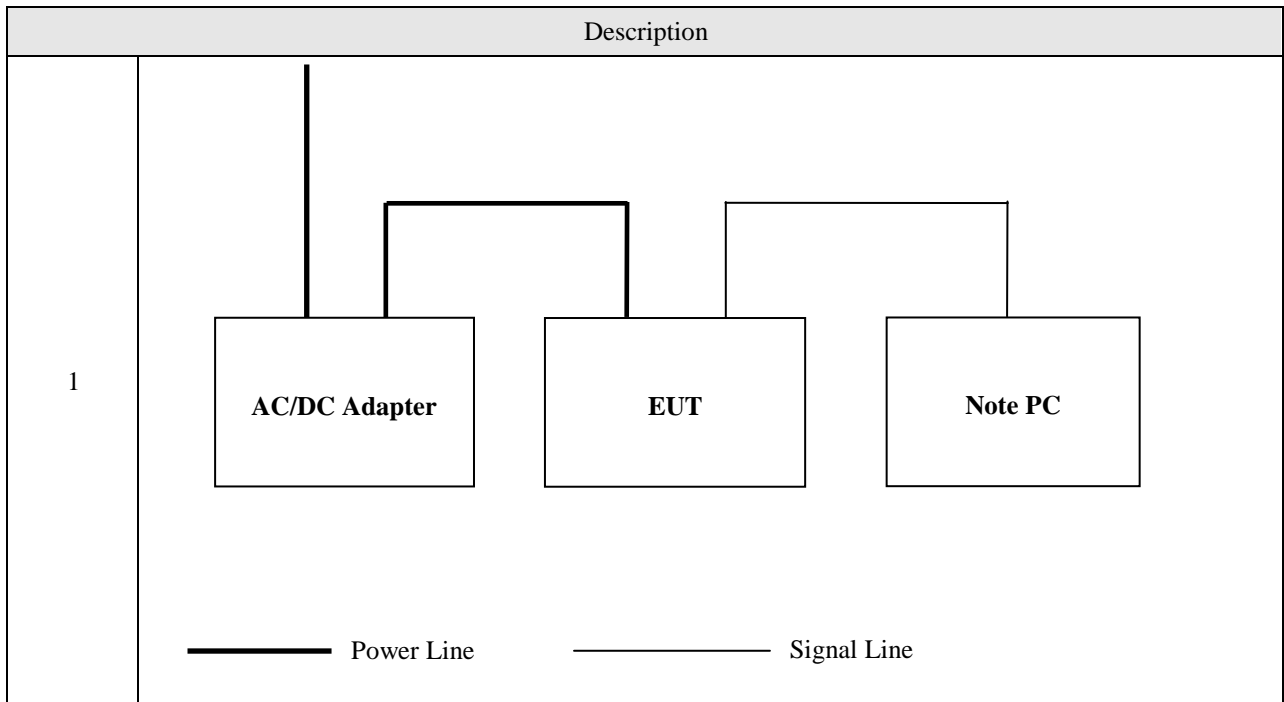 Description
1
AC/DC Adapter
EUT
Note PC
Power Line
Signal Line